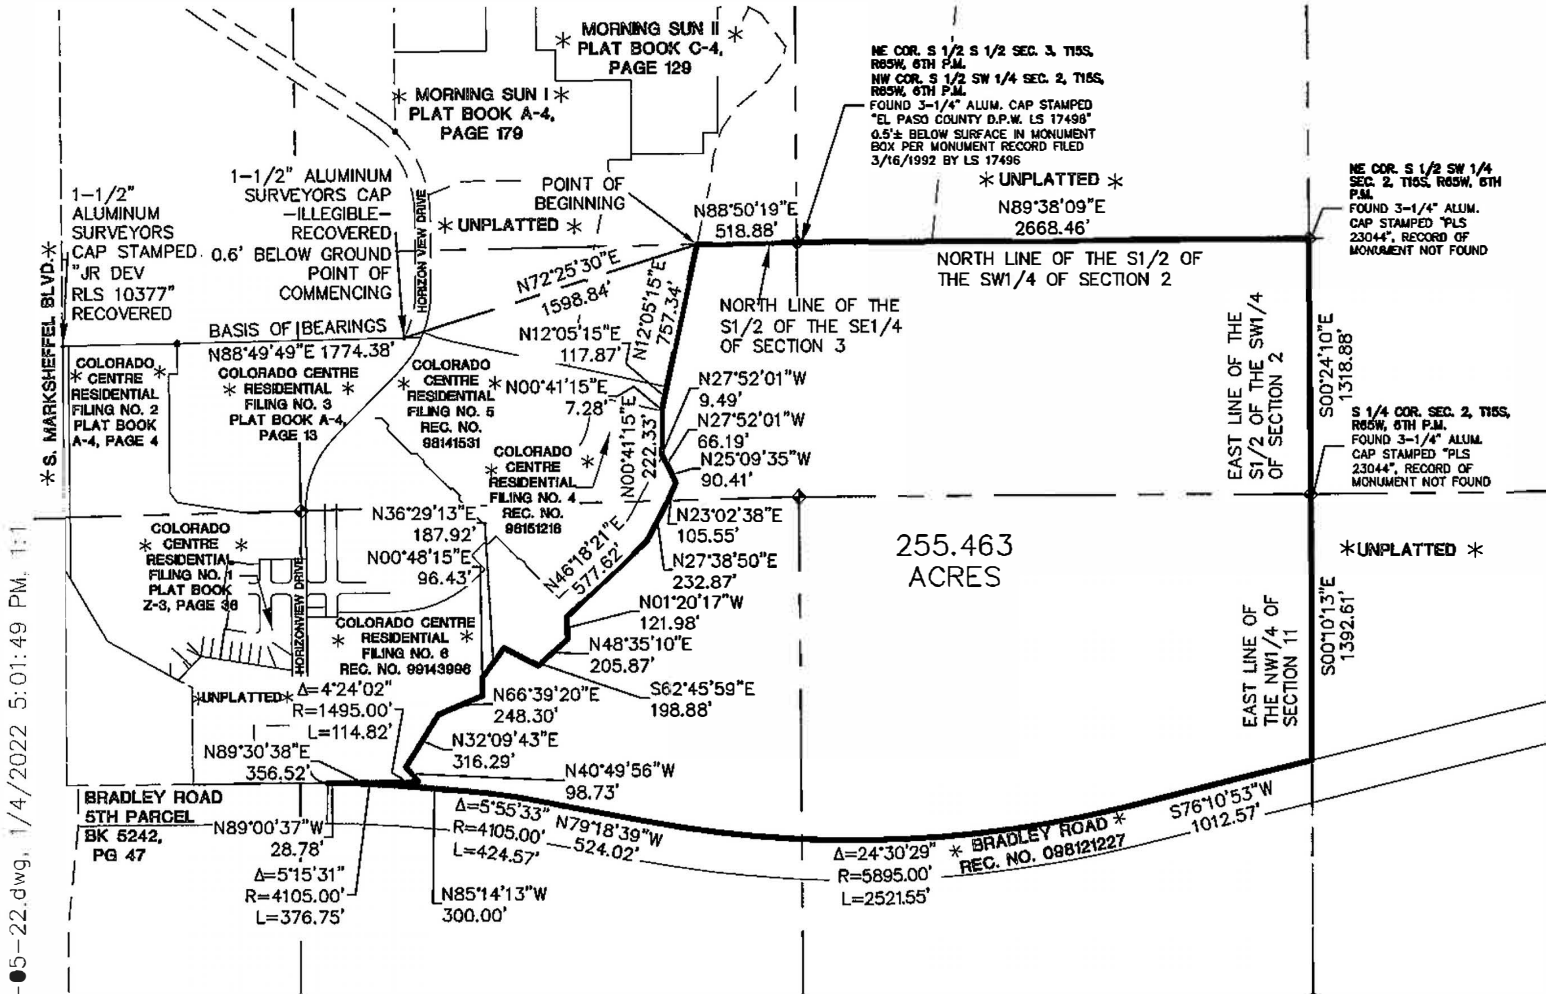 * MORNING SUN II *
PLAT BOOK C-4,
PAGE 129
* MORNING SUN I *
PLAT BOOK A-4,
PAGE 179
NE COR. S 1/2 S 1/2 SEC. 3, T15S,
R65W, 6TH P.M.
NW COR. S 1/2 SW 1/4 SEC. 2, T15S,
R65W, 6TH P.M.
FOUND 3-1/4" ALUM. CAP STAMPED
"EL PASO COUNTY D.P.W. LS 17496"
0.5'± BELOW SURFACE IN MONUMENT
BOX PER MONUMENT RECORD FILED
3/16/1992 BY LS 17496
* UNPLATTED *
NE COR. S 1/2 SW 1/4
SEC. 2, T15S, R65W, 6TH
P.M.
FOUND 3-1/4" ALUM.
CAP STAMPED "PLS
23044", RECORD OF
MONUMENT NOT FOUND
1-1/2"
ALUMINUM
SURVEYORS
CAP STAMPED
"JR DEV
RLS 10377"
RECOVERED
1-1/2" ALUMINUM
SURVEYORS CAP
-ILLEGIBLE-
RECOVERED
0.6' BELOW GROUND
POINT OF
COMMENCING
HORIZON VIEW DRIVE
* UNPLATTED *
POINT OF
BEGINNING
N88°50'19"E
518.88'
N89°38'09"E
2668.46'
NORTH LINE OF THE S1/2 OF
THE SW1/4 OF SECTION 2
NORTH LINE OF THE
S1/2 OF THE SE1/4
OF SECTION 3
* S. MARKSHEFFEL BLVD. *
N72°25'30"E
1598.84'
N12°05'15"E
757.34'
BASIS OF BEARINGS
N88°49'49"E 1774.38'
N12°05'15"E
117.87'
N00°41'15"E
7.28'
N00°41'15"E
222.33'
N27°52'01"W
9.49'
N27°52'01"W
66.19'
N25°09'35"W
90.41'
EAST LINE OF THE
S1/2 OF THE SW1/4
OF SECTION 2
S00°24'10"E
1318.88'
S 1/4 COR. SEC. 2, T15S,
R65W, 6TH P.M.
FOUND 3-1/4" ALUM.
CAP STAMPED "PLS
23044", RECORD OF
MONUMENT NOT FOUND
COLORADO
* CENTRE *
RESIDENTIAL
FILING NO. 2
PLAT BOOK
A-4, PAGE 4
COLORADO CENTRE
* RESIDENTIAL *
FILING NO. 3
PLAT BOOK A-4,
PAGE 13
COLORADO
* CENTRE *
RESIDENTIAL
FILING NO. 5
REC. NO.
98141531
COLORADO
* CENTRE *
RESIDENTIAL
FILING NO. 4
REC. NO.
98151216
COLORADO
* CENTRE *
RESIDENTIAL
FILING NO. 1
PLAT BOOK
Z-3, PAGE 36
HORIZONVIEW DRIVE
N36°29'13"E
187.92'
N00°48'15"E
96.43'
N46°18'21"E
577.62'
N23°02'38"E
105.55'
N27°38'50"E
232.87'
N01°20'17"W
121.98'
N48°35'10"E
205.87'
255.463
ACRES
*UNPLATTED *
EAST LINE OF
THE NW1/4 OF
SECTION 11
S00°10'13"E
1392.61'
COLORADO CENTRE
* RESIDENTIAL *
FILING NO. 6
REC. NO. 99143996
*UNPLATTED*
Δ=4°24'02"
R=1495.00'
L=114.82'
N66°39'20"E
248.30'
S62°45'59"E
198.88'
N32°09'43"E
316.29'
N89°30'38"E
356.52'
N40°49'56"W
98.73'
BRADLEY ROAD
5TH PARCEL
BK 5242,
PG 47
N89°00'37"W
28.78'
Δ=5°15'31"
R=4105.00'
L=376.75'
Δ=5°55'33"
R=4105.00'
L=424.57'
N79°18'39"W
524.02'
N85°14'13"W
300.00'
Δ=24°30'29"
R=5895.00'
L=2521.55'
* BRADLEY ROAD *
REC. NO. 098121227
S76°10'53"W
1012.57'
-05-22.dwg, 1/4/2022 5:01:49 PM, 1:1